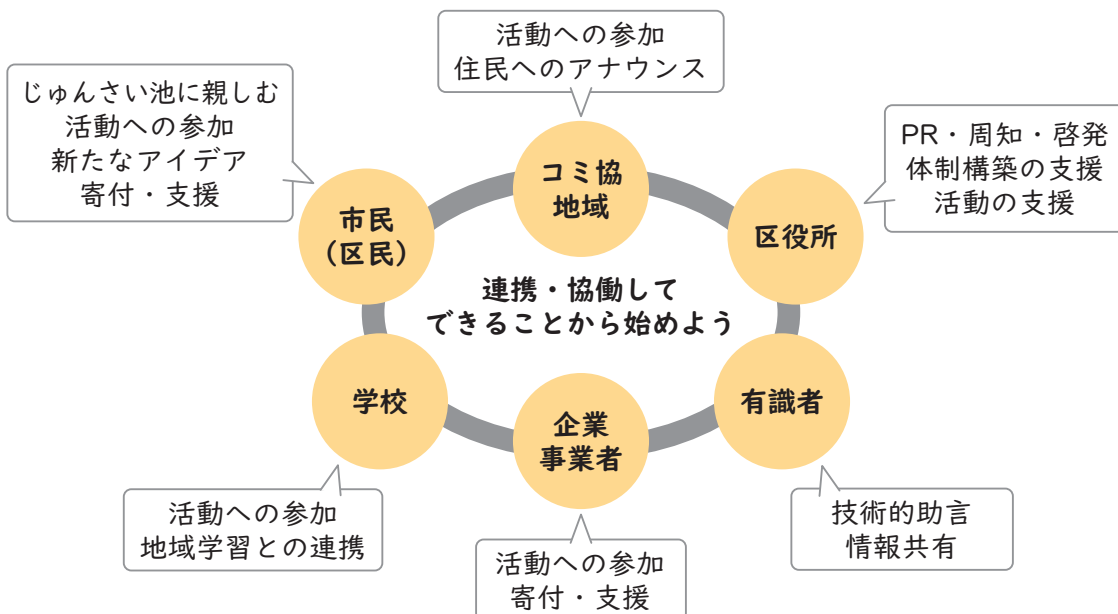 活動への参加
住民へのアナウンス
じゅんさい池に親しむ
活動への参加
新たなアイデア
寄付・支援
PR・周知・啓発
体制構築の支援
活動の支援
コミ協
地域
市民
（区民）
区役所
連携・協働して
できることから始めよう
学校
企業
事業者
有識者
活動への参加
地域学習との連携
活動への参加
寄付・支援
技術的助言
情報共有